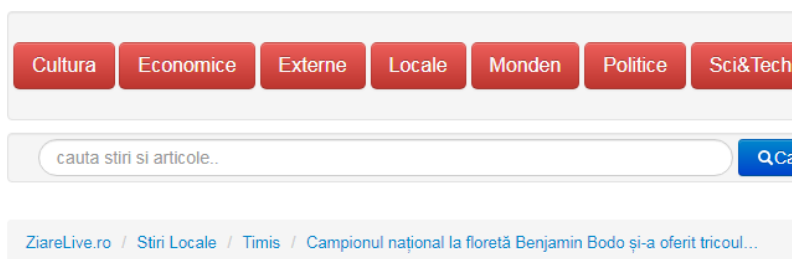 Cultura Economice Externe Locale Monden Politice Sci&Tech
cauta stiri si articole..
ZiareLive.ro / Stiri Locale / Timis / Campionul național la floretă Benjamin Bodo și-a oferit tricoul...